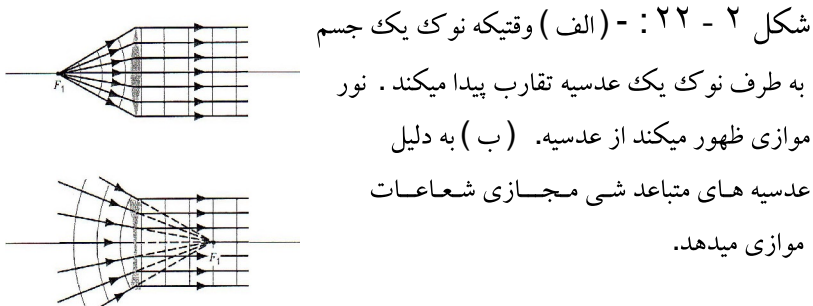 شکل ۲ - ۲۲ : - ( الف ) وقتیکه نوک یک جسم
به طرف نوک یک عدسیه تقارب پیدا میکند . نور
موازی ظهور میکند از عدسیه. ( ب ) به دلیل
عدسیه های متباعد شی مجازی شعاعات
موازی میدهد.
F₁
F₁